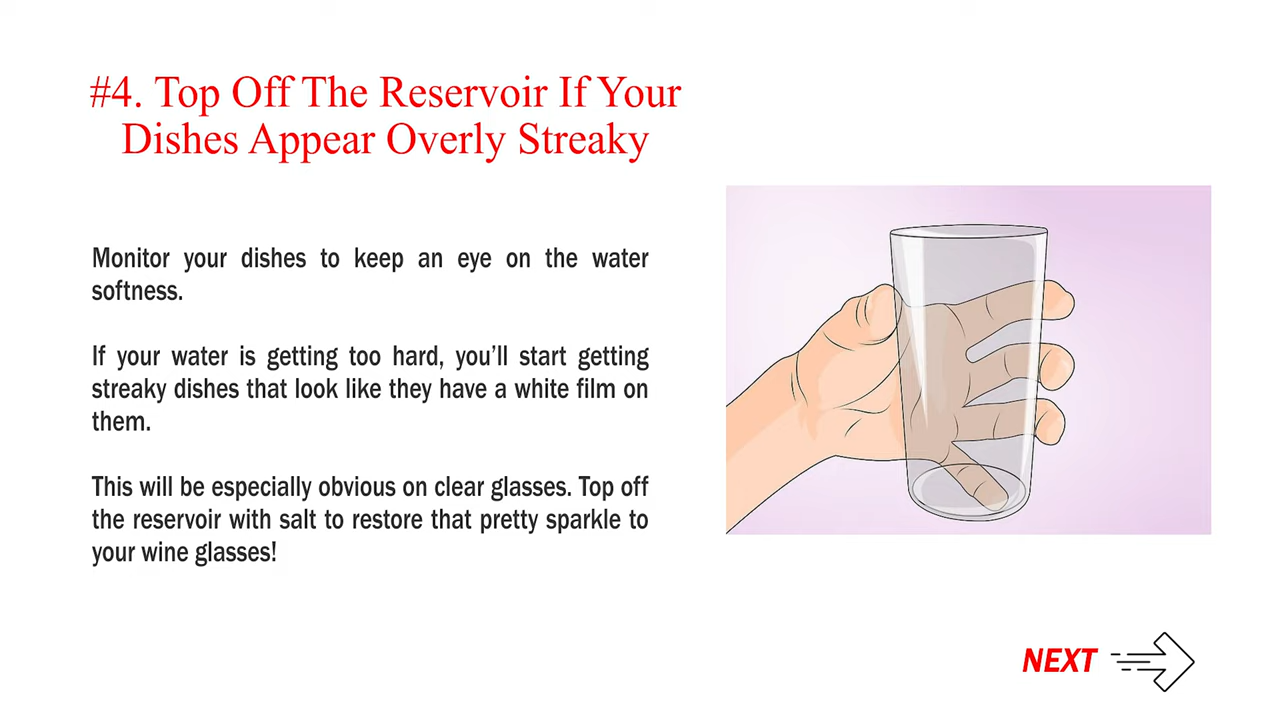 #4. Top Off The Reservoir If Your
Dishes Appear Overly Streaky
Monitor your dishes to keep an eye on the water
softness.
If your water is getting too hard, you’ll start getting
streaky dishes that look like they have a white film on
them.
This will be especially obvious on clear glasses. Top off
the reservoir with salt to restore that pretty sparkle to
your wine glasses!
NEXT